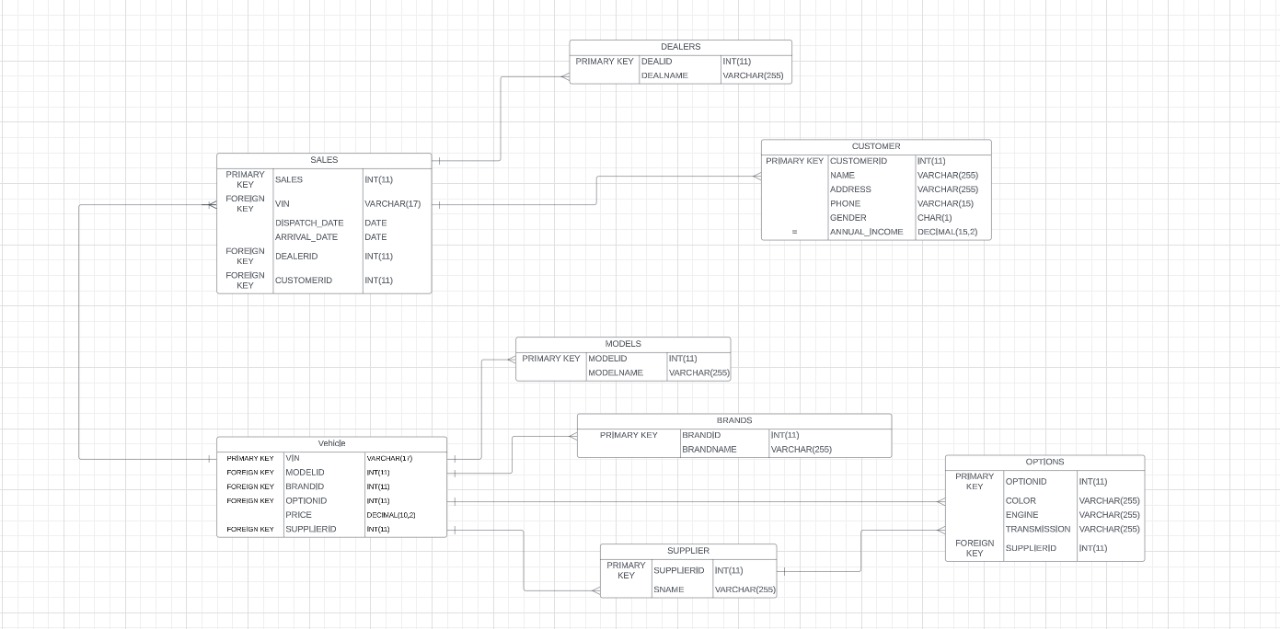 DEALERS
PRIMARY KEY DEALID INT(11)
DEALNAME VARCHAR(255)
CUSTOMER
PRIMARY KEY CUSTOMERID INT(11)
NAME VARCHAR(255)
ADDRESS VARCHAR(255)
PHONE VARCHAR(15)
GENDER CHAR(1)
= ANNUAL_INCOME DECIMAL(15,2)
SALES
PRIMARY KEY SALES INT(11)
FOREIGN KEY VIN VARCHAR(17)
DISPATCH_DATE DATE
ARRIVAL_DATE DATE
FOREIGN KEY DEALERID INT(11)
FOREIGN KEY CUSTOMERID INT(11)
MODELS
PRIMARY KEY MODELID INT(11)
MODELNAME VARCHAR(255)
BRANDS
PRIMARY KEY BRANDID INT(11)
BRANDNAME VARCHAR(255)
Vehicle
PRIMARY KEY VIN VARCHAR(17)
FOREIGN KEY MODELID INT(11)
FOREIGN KEY BRANDID INT(11)
FOREIGN KEY OPTIONID INT(11)
PRICE DECIMAL(10,2)
FOREIGN KEY SUPPLIERID INT(11)
OPTIONS
PRIMARY KEY OPTIONID INT(11)
COLOR VARCHAR(255)
ENGINE VARCHAR(255)
TRANSMISSION VARCHAR(255)
FOREIGN KEY SUPPLIERID INT(11)
SUPPLIER
PRIMARY KEY SUPPLIERID INT(11)
SNAME VARCHAR(255)